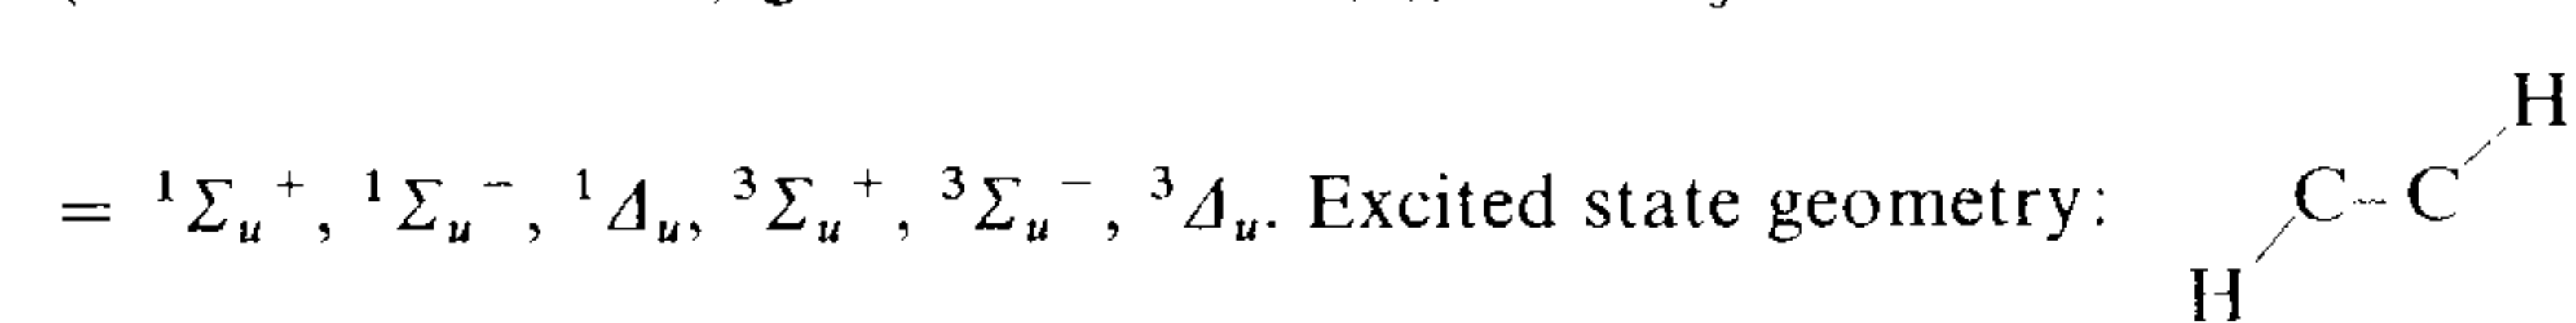 H
= ¹Σᵤ⁺, ¹Σᵤ⁻, ¹Δᵤ, ³Σᵤ⁺, ³Σᵤ⁻, ³Δᵤ. Excited state geometry: C-C
H